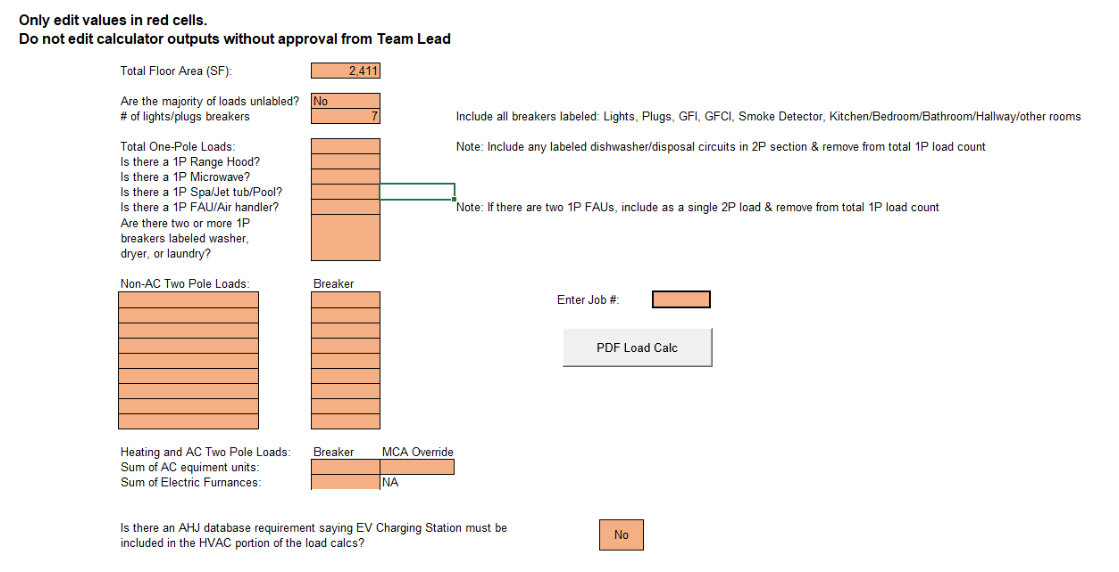 Only edit values in red cells.
Do not edit calculator outputs without approval from Team Lead
Total Floor Area (SF): 2,411
Are the majority of loads unlabled? No
# of lights/plugs breakers 7 Include all breakers labeled: Lights, Plugs, GFI, GFCI, Smoke Detector, Kitchen/Bedroom/Bathroom/Hallway/other rooms
Total One-Pole Loads: Note: Include any labeled dishwasher/disposal circuits in 2P section & remove from total 1P load count
Is there a 1P Range Hood?
Is there a 1P Microwave?
Is there a 1P Spa/Jet tub/Pool?
Is there a 1P FAU/Air handler? Note: If there are two 1P FAUs, include as a single 2P load & remove from total 1P load count
Are there two or more 1P
breakers labeled washer,
dryer, or laundry?
Non-AC Two Pole Loads: Breaker
Enter Job #:
PDF Load Calc
Heating and AC Two Pole Loads: Breaker MCA Override
Sum of AC equiment units:
Sum of Electric Furnances: NA
Is there an AHJ database requirement saying EV Charging Station must be
included in the HVAC portion of the load calcs? No